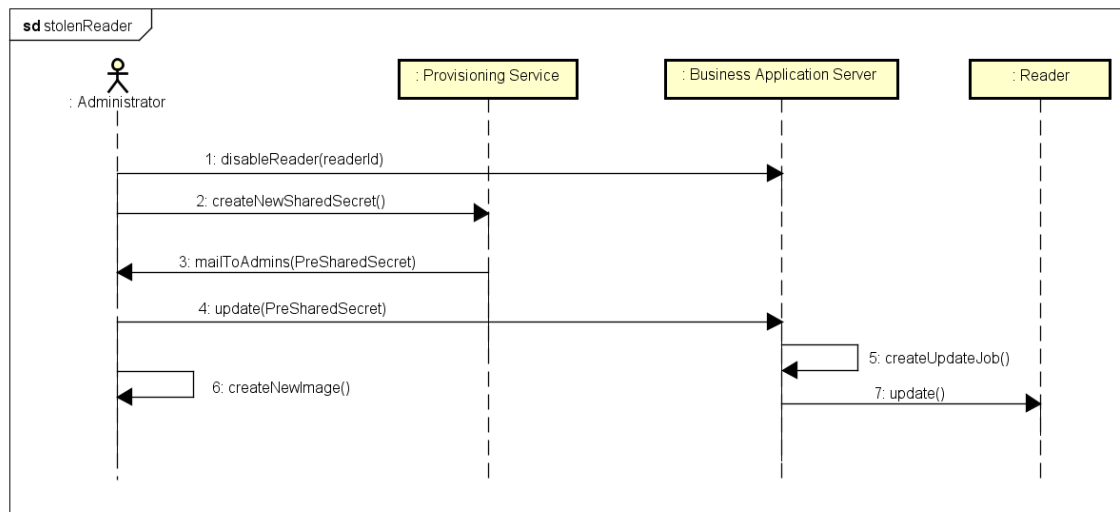 sd stolenReader
: Administrator
: Provisioning Service
: Business Application Server
: Reader
1: disableReader(readerId)
2: createNewSharedSecret()
3: mailToAdmins(PreSharedSecret)
4: update(PreSharedSecret)
5: createUpdateJob()
6: createNewImage()
7: update()